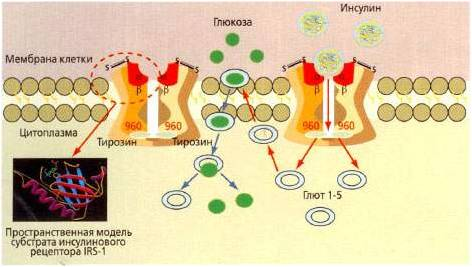 Глюкоза
Инсулин
Мембрана клетки
s s
s s
s s
s s
α α
α α
β β
β β
Цитоплазма
960 960
960 960
Тирозин Тирозин
Глют 1-5
Пространственная модель
субстрата инсулинового
рецептора IRS-1